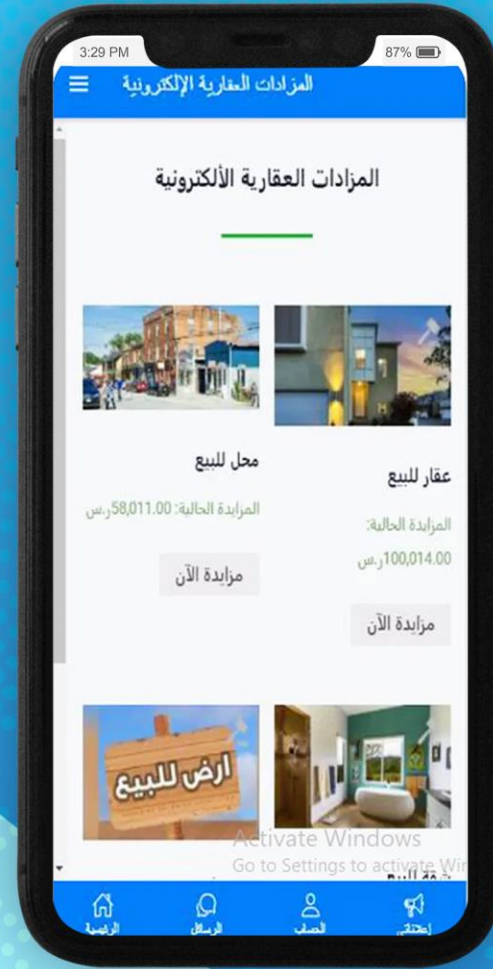 3:29 PM
87%
المزادات العقارية الإلكترونية
المزادات العقارية الألكترونية
عقار للبيع
المزايدة الحالية:
100,014.00ر.س
مزايدة الآن
محل للبيع
المزايدة الحالية: 58,011.00ر.س
مزايدة الآن
ارض للبيع
Activate Windows
Go to Settings to activate Wi
شقة للبيع
إعلاناتي
الحساب
الرسائل
الرئيسية